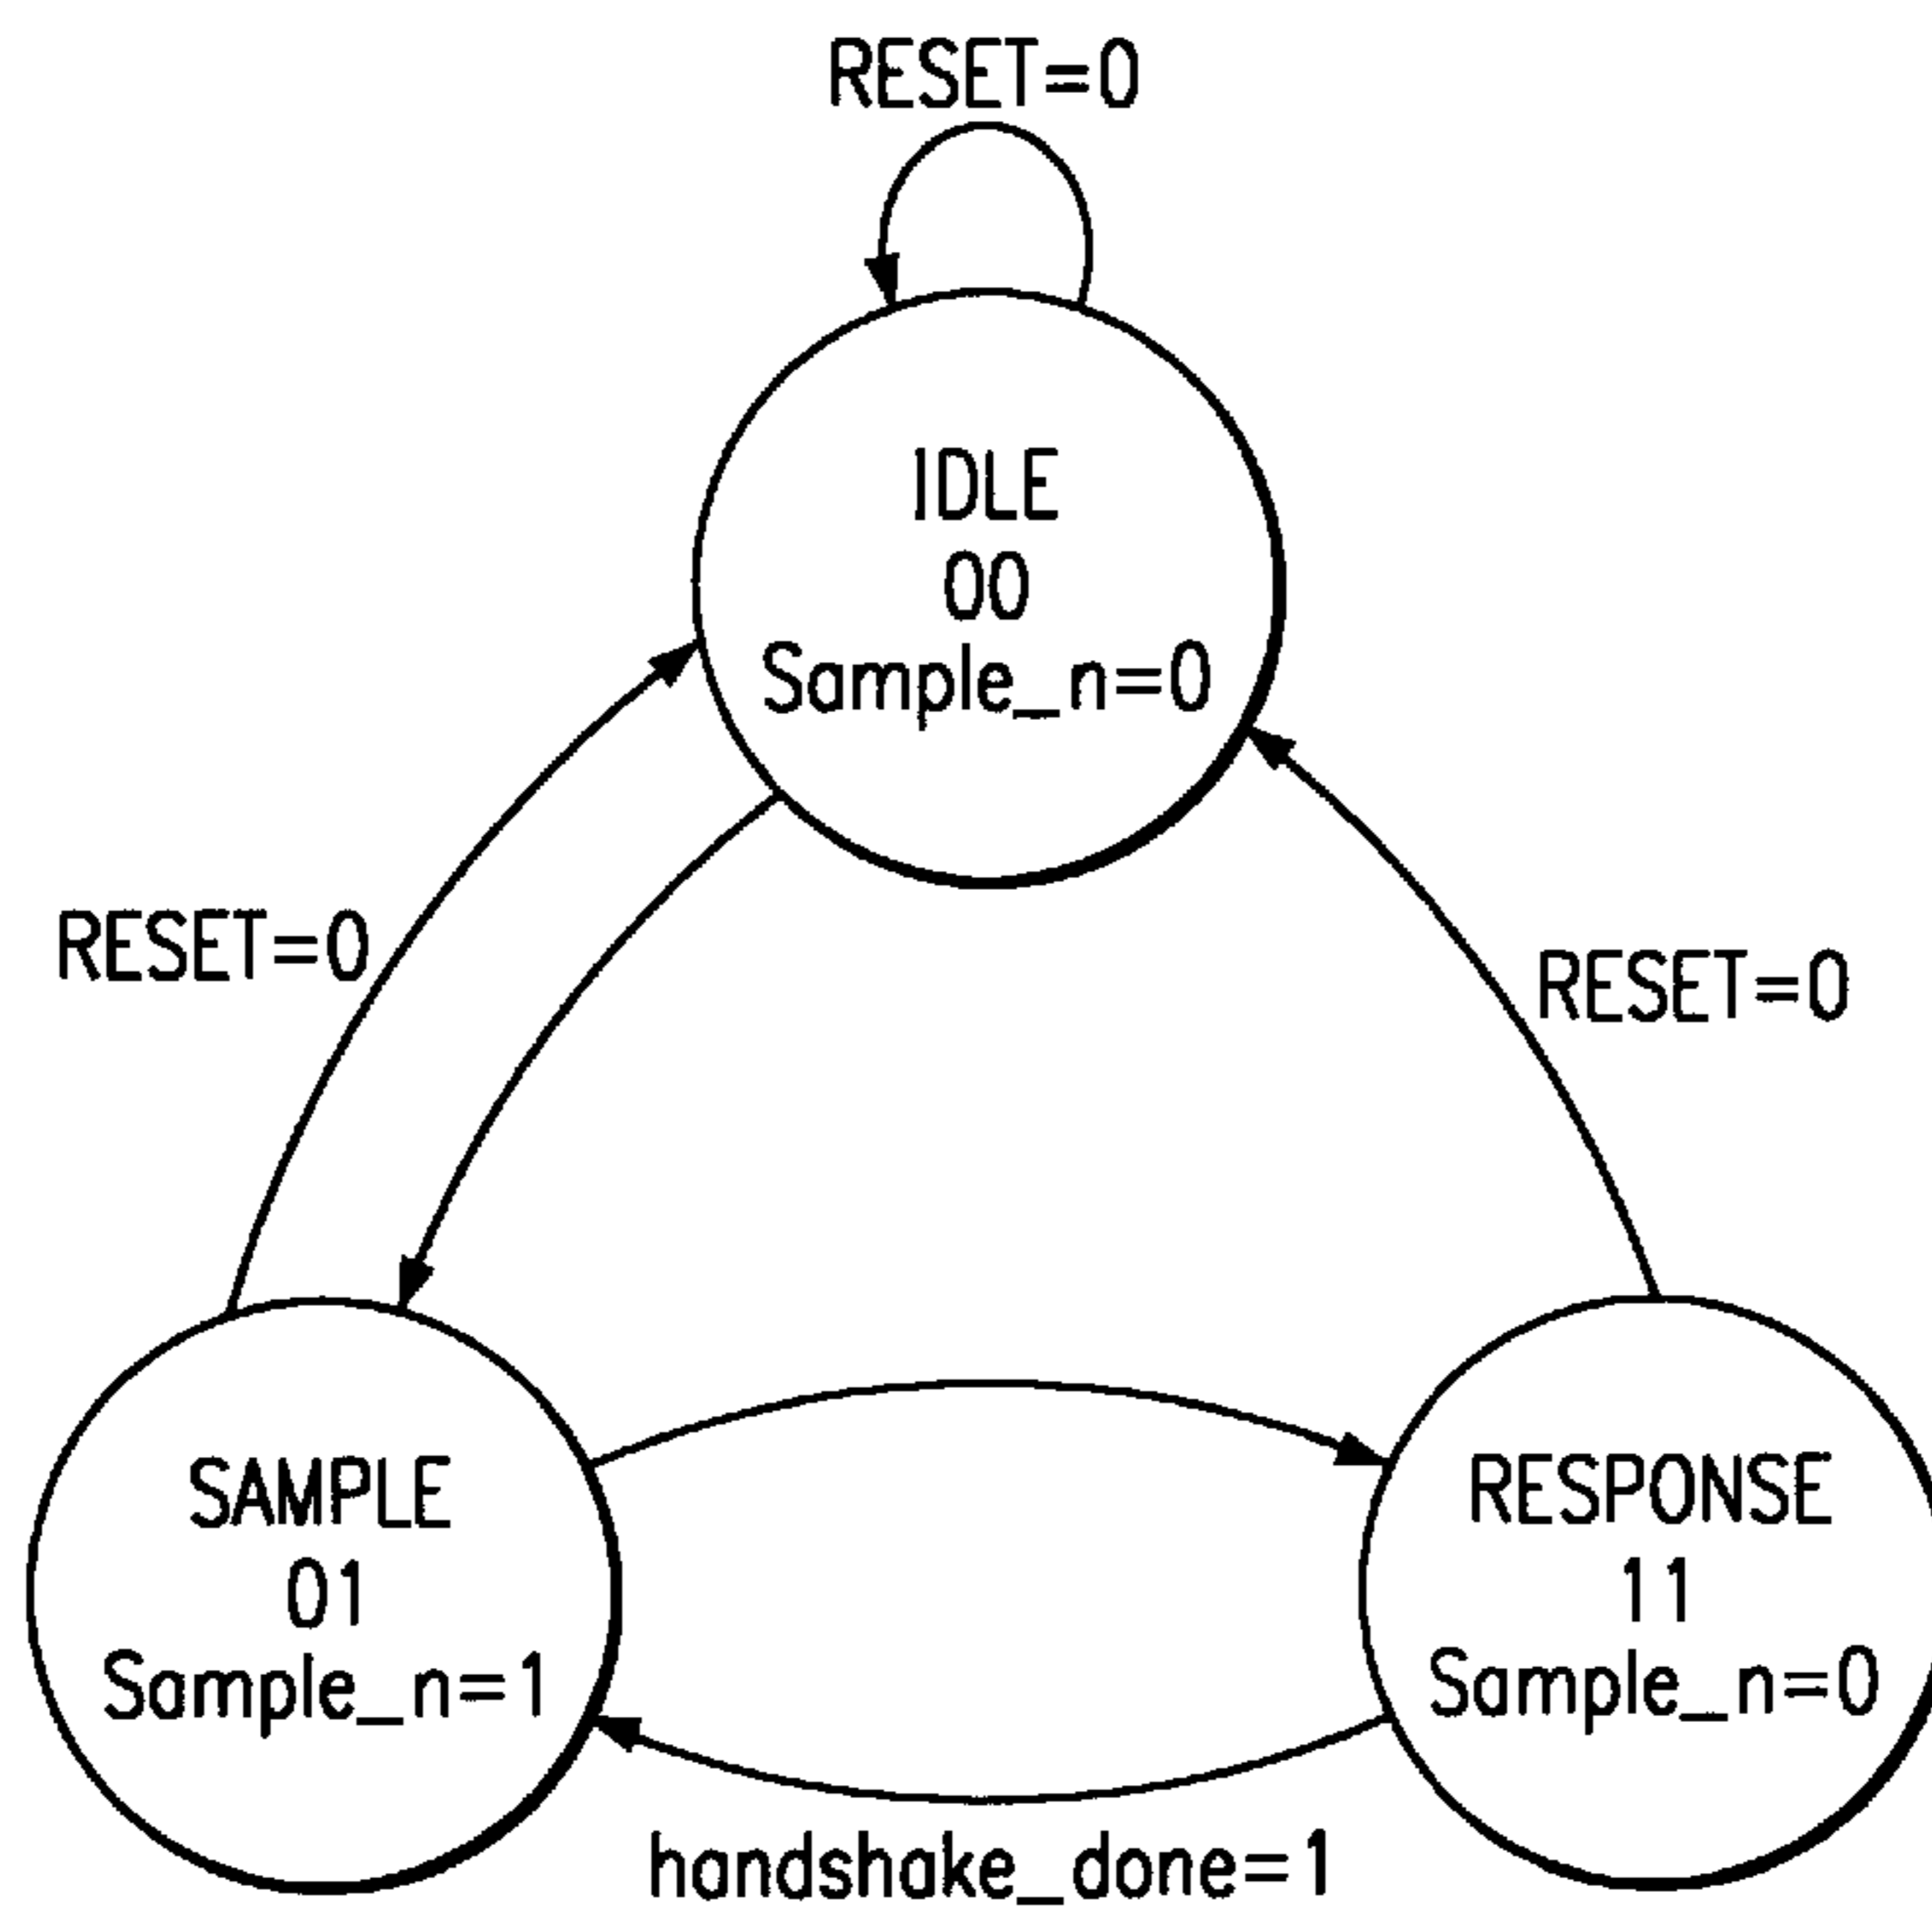 RESET=0
IDLE
00
Sample_n=0
RESET=0
RESET=0
SAMPLE
01
Sample_n=1
RESPONSE
11
Sample_n=0
handshake_done=1